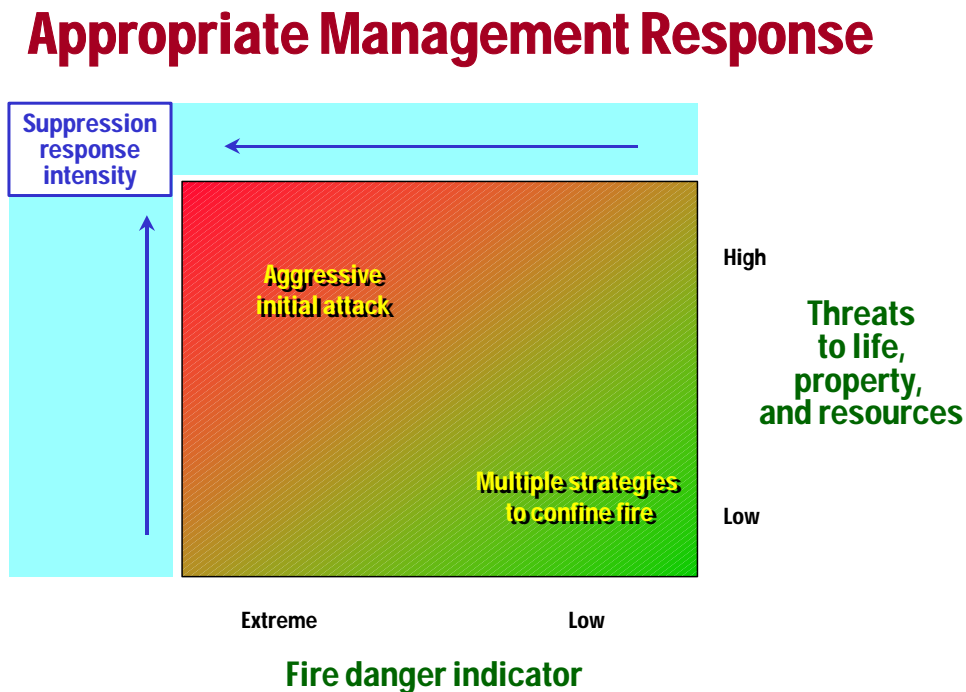 Appropriate Management Response
Suppression
response
intensity
Aggressive
initial attack
High
Threats
to life,
property,
and resources
Multiple strategies
to confine fire
Low
Extreme
Low
Fire danger indicator